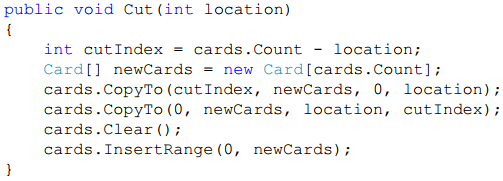 public void Cut(int location)
{
    int cutIndex = cards.Count - location;
    Card[] newCards = new Card[cards.Count];
    cards.CopyTo(cutIndex, newCards, 0, location);
    cards.CopyTo(0, newCards, location, cutIndex);
    cards.Clear();
    cards.InsertRange(0, newCards);
}